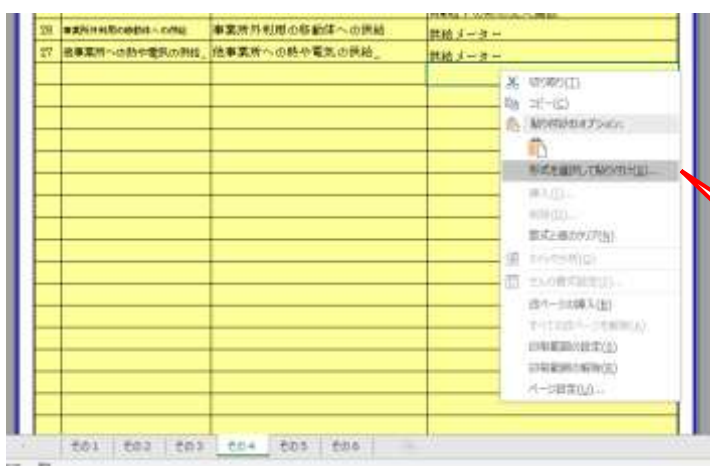 26 事業所外利用の移動体への供給 事業所外利用の移動体への供給 供給メーター
27 他事業所への熱や電気の供給_ 他事業所への熱や電気の供給_ 供給メーター
切り取り(T)
コピー(C)
貼り付けのオプション:
形式を選択して貼り付け(S)...
挿入(I)...
削除(D)...
数式と値のクリア(N)
セルの書式設定(F)...
改ページの挿入(B)
すべての改ページを解除(A)
印刷範囲の設定(S)
印刷範囲の解除(R)
ページ設定(U)...
その1 その2 その3 その4 その5 その6